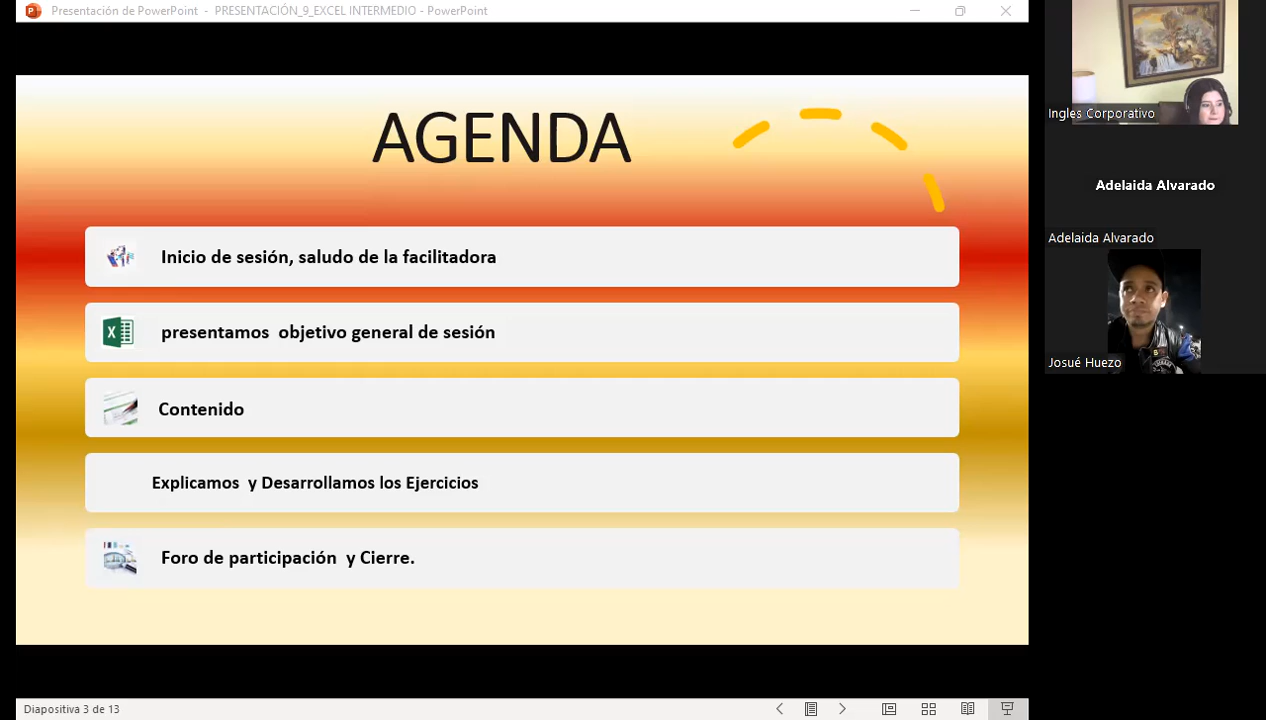 Presentación de PowerPoint - PRESENTACIÓN_9_EXCEL INTERMEDIO - PowerPoint
AGENDA
Inicio de sesión, saludo de la facilitadora
presentamos objetivo general de sesión
Contenido
Explicamos y Desarrollamos los Ejercicios
Foro de participación y Cierre.
Diapositiva 3 de 13
Ingles Corporativo
Adelaida Alvarado
Adelaida Alvarado
Josué Huezo